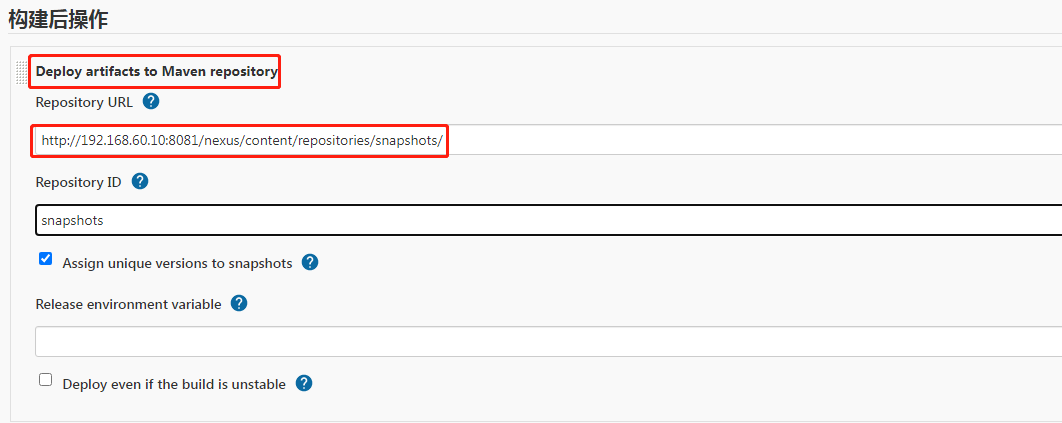 构建后操作
Deploy artifacts to Maven repository
Repository URL ?
http://192.168.60.10:8081/nexus/content/repositories/snapshots/
Repository ID ?
snapshots
Assign unique versions to snapshots ?
Release environment variable ?
Deploy even if the build is unstable ?